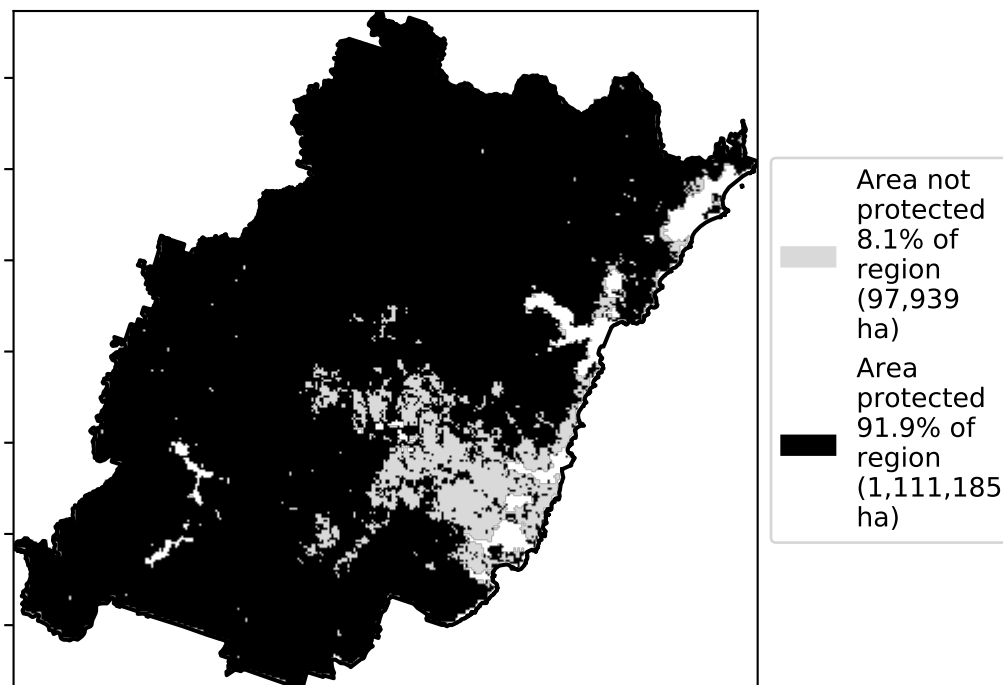 Area not
protected
8.1% of
region
(97,939
ha)
Area
protected
91.9% of
region
(1,111,185
ha)